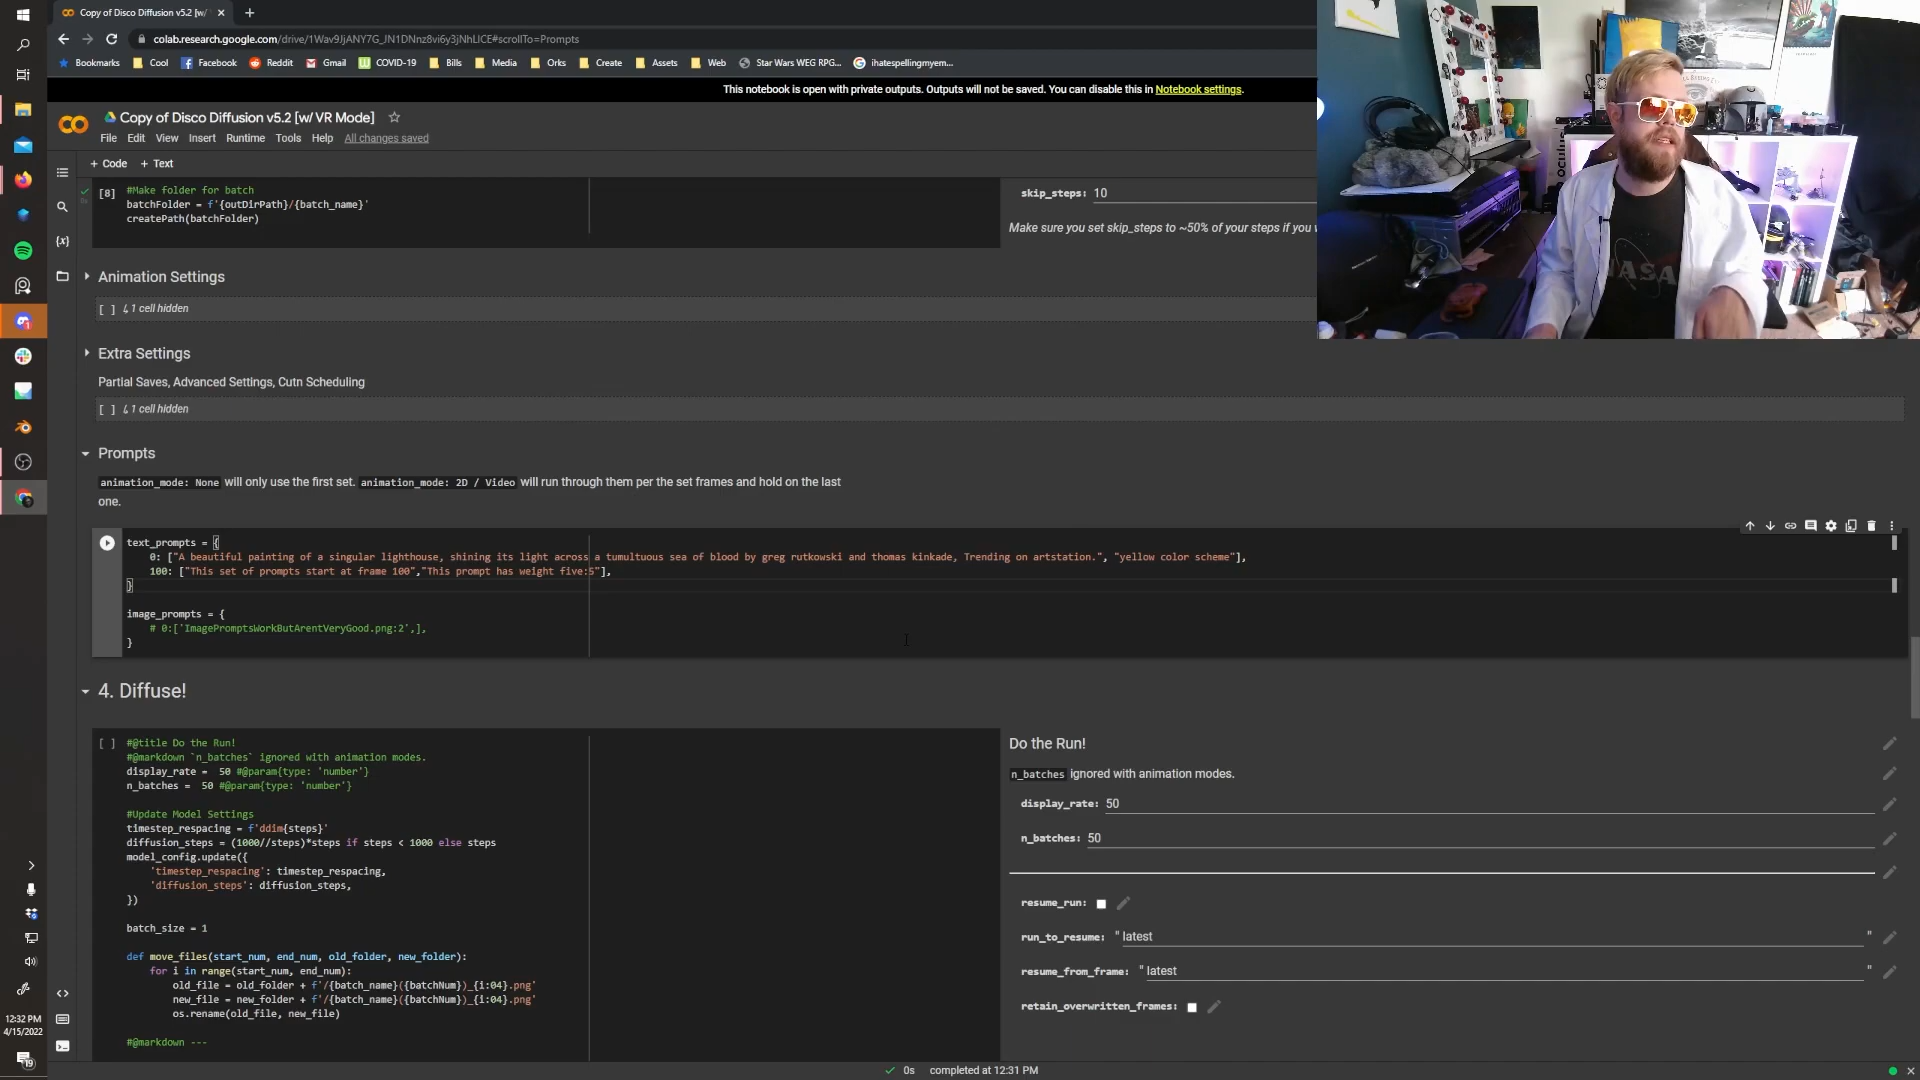 Copy of Disco Diffusion v5.2 [w/
colab.research.google.com/drive/1Wav9JjANY7G_JN1DNnz8vi6y3jNhLICE#scrollTo=Prompts
Bookmarks Cool Facebook Reddit Gmail COVID-19 Bills Media Orks Create Assets Web Star Wars WEG RPG... ihatespellingmyem...
This notebook is open with private outputs. Outputs will not be saved. You can disable this in Notebook settings.
Copy of Disco Diffusion v5.2 [w/ VR Mode]
File Edit View Insert Runtime Tools Help All changes saved
+ Code + Text
[8] #Make folder for batch
batchFolder = f'{outDirPath}/{batch_name}'
createPath(batchFolder)
skip_steps: 10
Make sure you set skip_steps to ~50% of your steps if you
Animation Settings
[ ] 1 cell hidden
Extra Settings
Partial Saves, Advanced Settings, Cutn Scheduling
[ ] 1 cell hidden
Prompts
animation_mode: None will only use the first set. animation_mode: 2D / Video will run through them per the set frames and hold on the last
one.
text_prompts = {
0: ["A beautiful painting of a singular lighthouse, shining its light across a tumultuous sea of blood by greg rutkowski and thomas kinkade, Trending on artstation.", "yellow color scheme"],
100: ["This set of prompts start at frame 100","This prompt has weight five:5"],
}
image_prompts = {
# 0:['ImagePromptsWorkButArentVeryGood.png:2',],
}
4. Diffuse!
[ ] #@title Do the Run!
#@markdown `n_batches` ignored with animation modes.
display_rate = 50 #@param{type: 'number'}
n_batches = 50 #@param{type: 'number'}
#Update Model Settings
timestep_respacing = f'ddim{steps}'
diffusion_steps = (1000//steps)*steps if steps < 1000 else steps
model_config.update({
'timestep_respacing': timestep_respacing,
'diffusion_steps': diffusion_steps,
})
batch_size = 1
def move_files(start_num, end_num, old_folder, new_folder):
for i in range(start_num, end_num):
old_file = old_folder + f'/{batch_name}({batchNum})_{i:04}.png'
new_file = new_folder + f'/{batch_name}({batchNum})_{i:04}.png'
os.rename(old_file, new_file)
#@markdown ---
Do the Run!
n_batches ignored with animation modes.
display_rate: 50
n_batches: 50
resume_run:
run_to_resume: " latest "
resume_from_frame: " latest "
retain_overwritten_frames:
0s completed at 12:31 PM
12:32 PM
4/15/2022
19
NASA
oculus